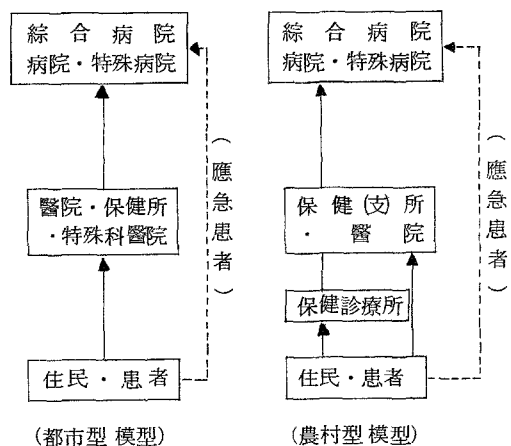 綜合病院
病院・特殊病院
(應急患者)
醫院・保健所
・特殊科醫院
住民・患者
(都市型 模型)
綜合病院
病院・特殊病院
(應急患者)
保健(支)所
・醫院
保健診療所
住民・患者
(農村型 模型)